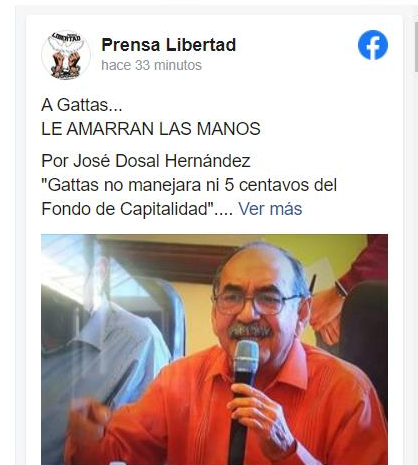 LIBERTAD
Prensa Libertad
hace 33 minutos
A Gattas...
LE AMARRAN LAS MANOS
Por José Dosal Hernández
"Gattas no manejara ni 5 centavos del
Fondo de Capitalidad".... Ver más